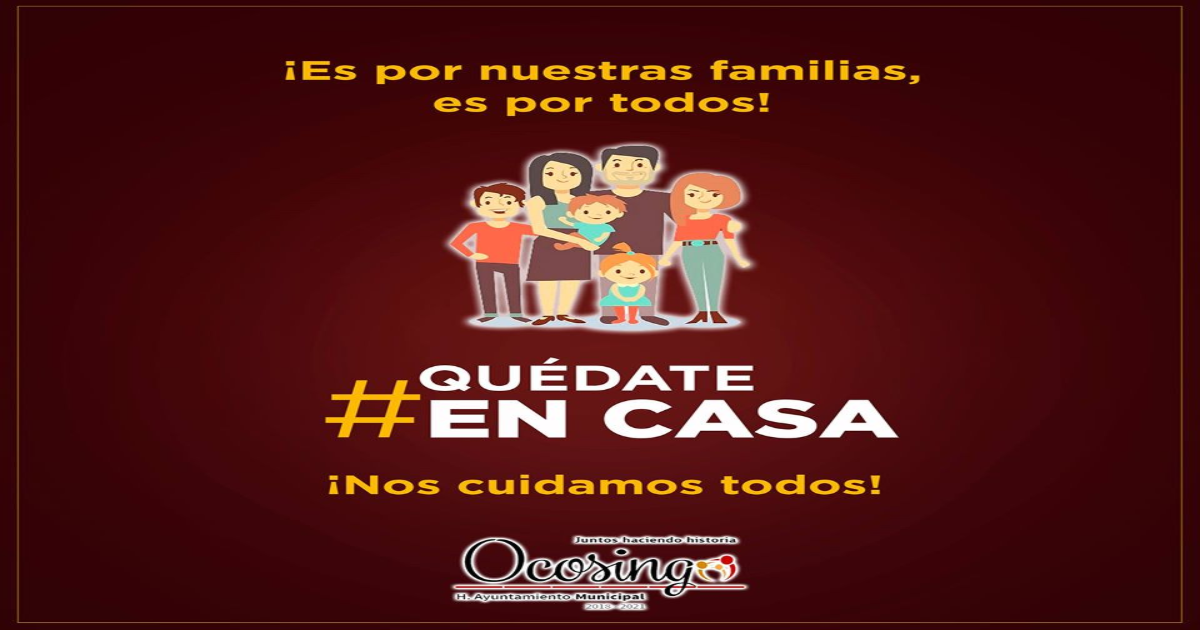 ¡Es por nuestras familias,
es por todos!
#QUÉDATE
EN CASA
¡Nos cuidamos todos!
Juntos haciendo historia
Ocosingo
H. Ayuntamiento Municipal
2018 - 2021